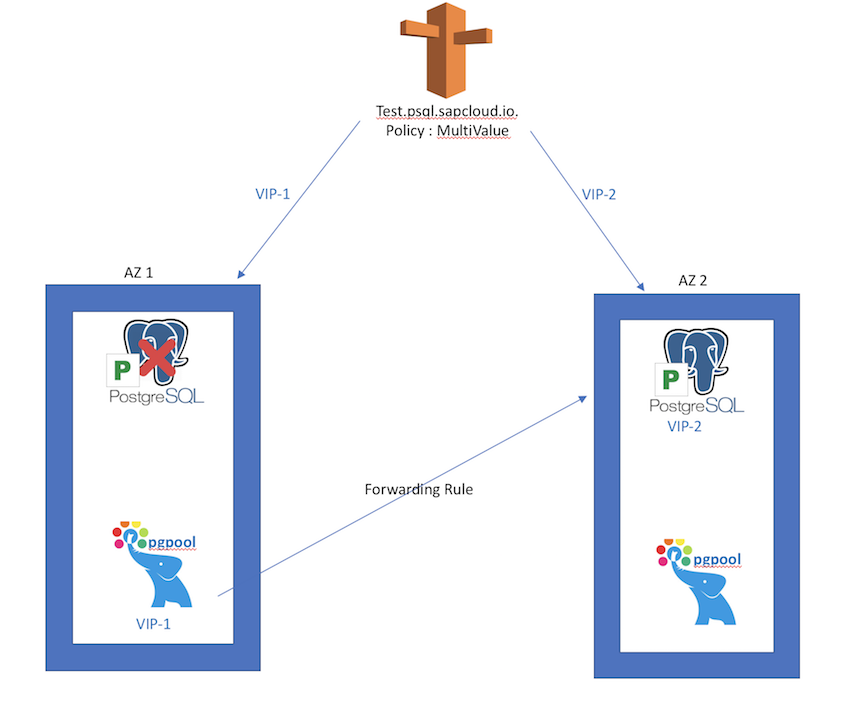 Test.psql.sapcloud.io.
Policy : MultiValue
VIP-1
VIP-2
AZ 1
AZ 2
P
PostgreSQL
P
PostgreSQL
VIP-2
Forwarding Rule
pgpool
VIP-1
pgpool